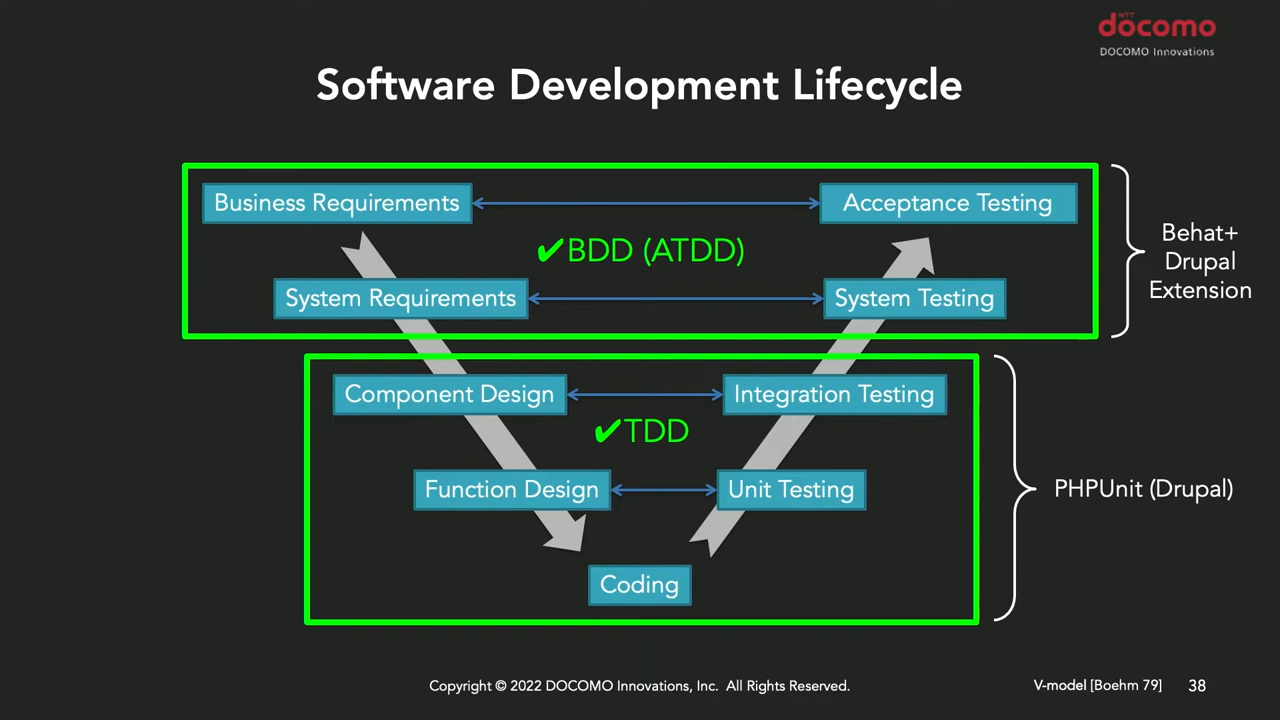 NTT
döcomo
DOCOMO Innovations
Software Development Lifecycle
Business Requirements
Acceptance Testing
✔BDD (ATDD)
System Requirements
System Testing
Behat+
Drupal
Extension
Component Design
Integration Testing
✔TDD
Function Design
Unit Testing
PHPUnit (Drupal)
Coding
Copyright © 2022 DOCOMO Innovations, Inc. All Rights Reserved.
V-model [Boehm 79]
38